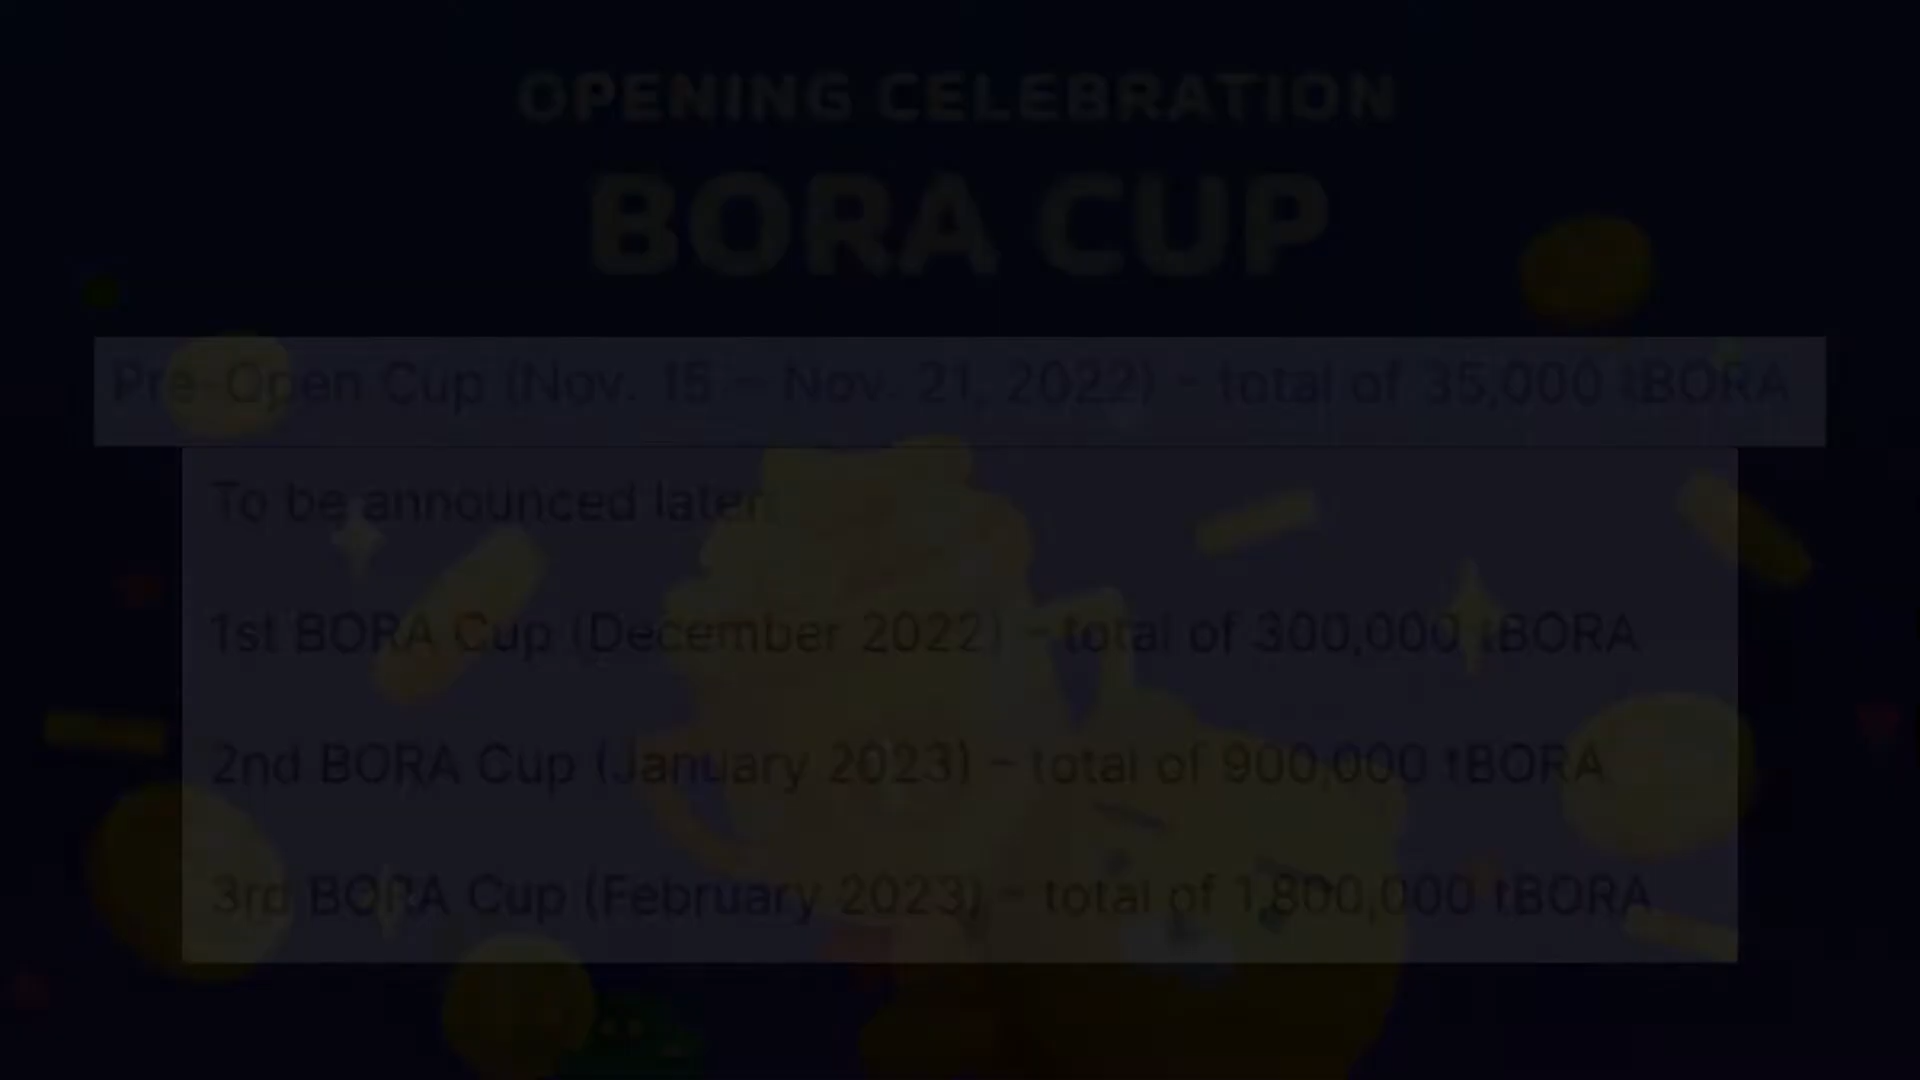 OPENING CELEBRATION
BORA CUP
Pre-Open Cup (Nov. 15 – Nov. 21, 2022) - total of 35,000 tBORA
To be announced later
1st BORA Cup (December 2022) - total of 300,000 tBORA
2nd BORA Cup (January 2023) - total of 900,000 tBORA
3rd BORA Cup (February 2023) - total of 1,800,000 tBORA